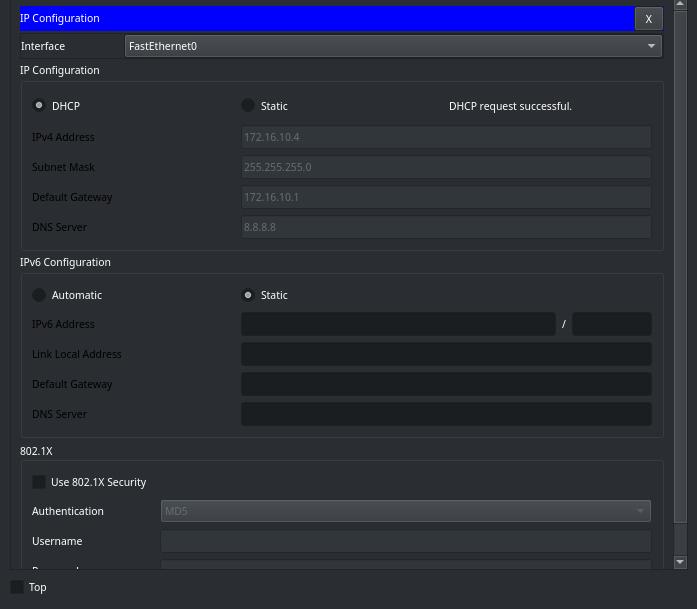 IP Configuration X
Interface FastEthernet0
IP Configuration
DHCP Static DHCP request successful.
IPv4 Address 172.16.10.4
Subnet Mask 255.255.255.0
Default Gateway 172.16.10.1
DNS Server 8.8.8.8
IPv6 Configuration
Automatic Static
IPv6 Address /
Link Local Address
Default Gateway
DNS Server
802.1X
Use 802.1X Security
Authentication MD5
Username
Top